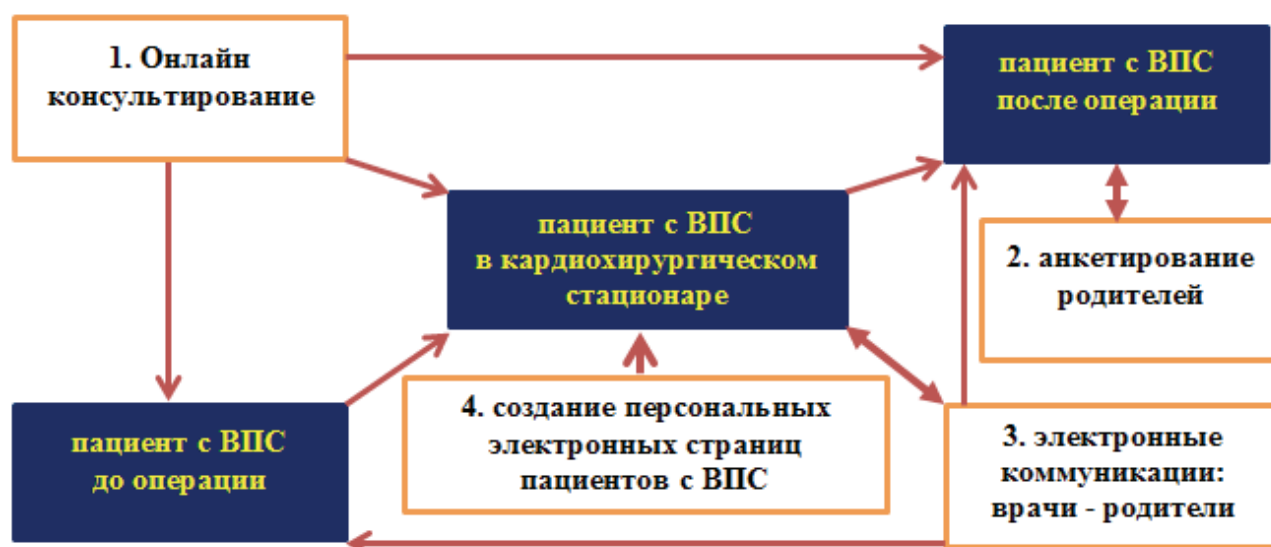 1. Онлайн
консультирование
пациент с ВПС
после операции
пациент с ВПС
в кардиохирургическом
стационаре
2. анкетирование
родителей
пациент с ВПС
до операции
4. создание персональных
электронных страниц
пациентов с ВПС
3. электронные
коммуникации:
врачи - родители